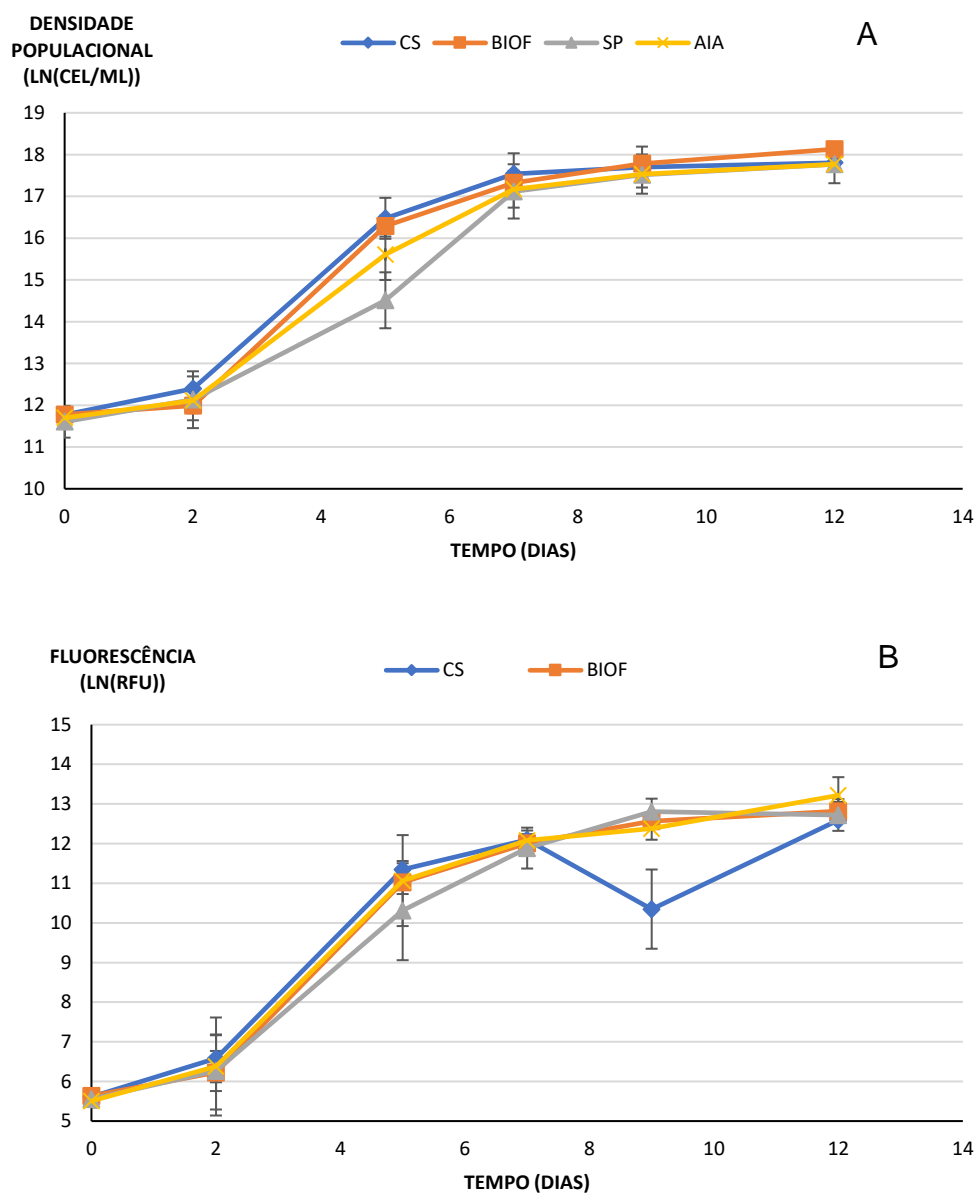 DENSIDADE
POPULACIONAL
(LN(CEL/ML))
CS BIOF SP AIA
A
19
18
17
16
15
14
13
12
11
10
0 2 4 6 8 10 12 14
TEMPO (DIAS)
FLUORESCÊNCIA
(LN(RFU))
CS BIOF
B
15
14
13
12
11
10
9
8
7
6
5
0 2 4 6 8 10 12 14
TEMPO (DIAS)